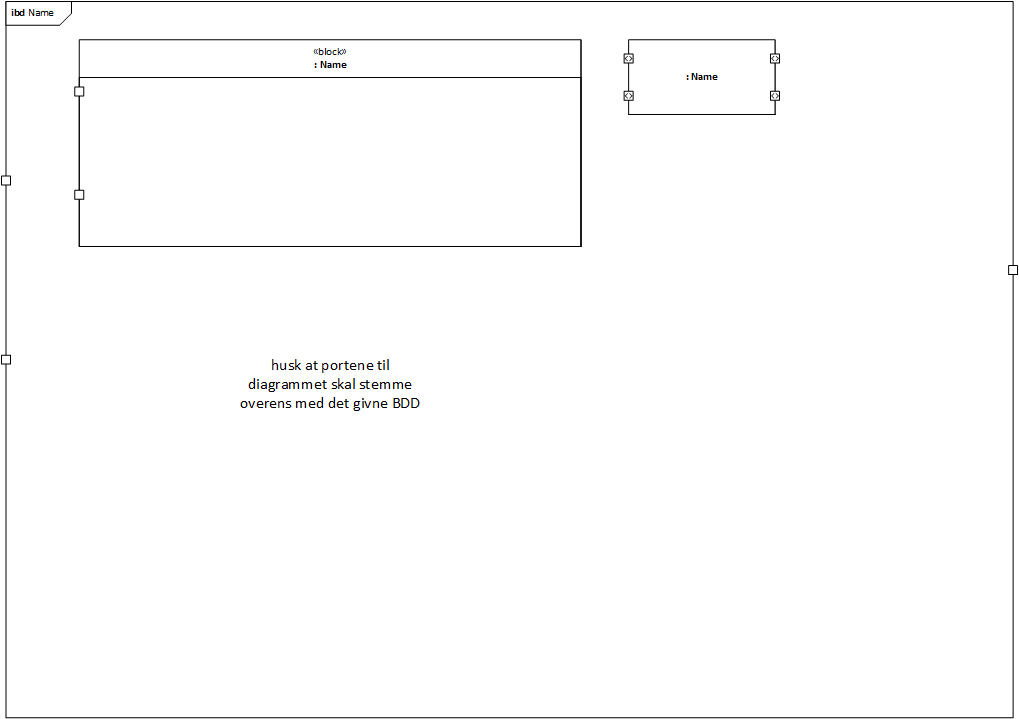 ibd Name
«block»
: Name
: Name
husk at portene til
diagrammet skal stemme
overens med det givne BDD